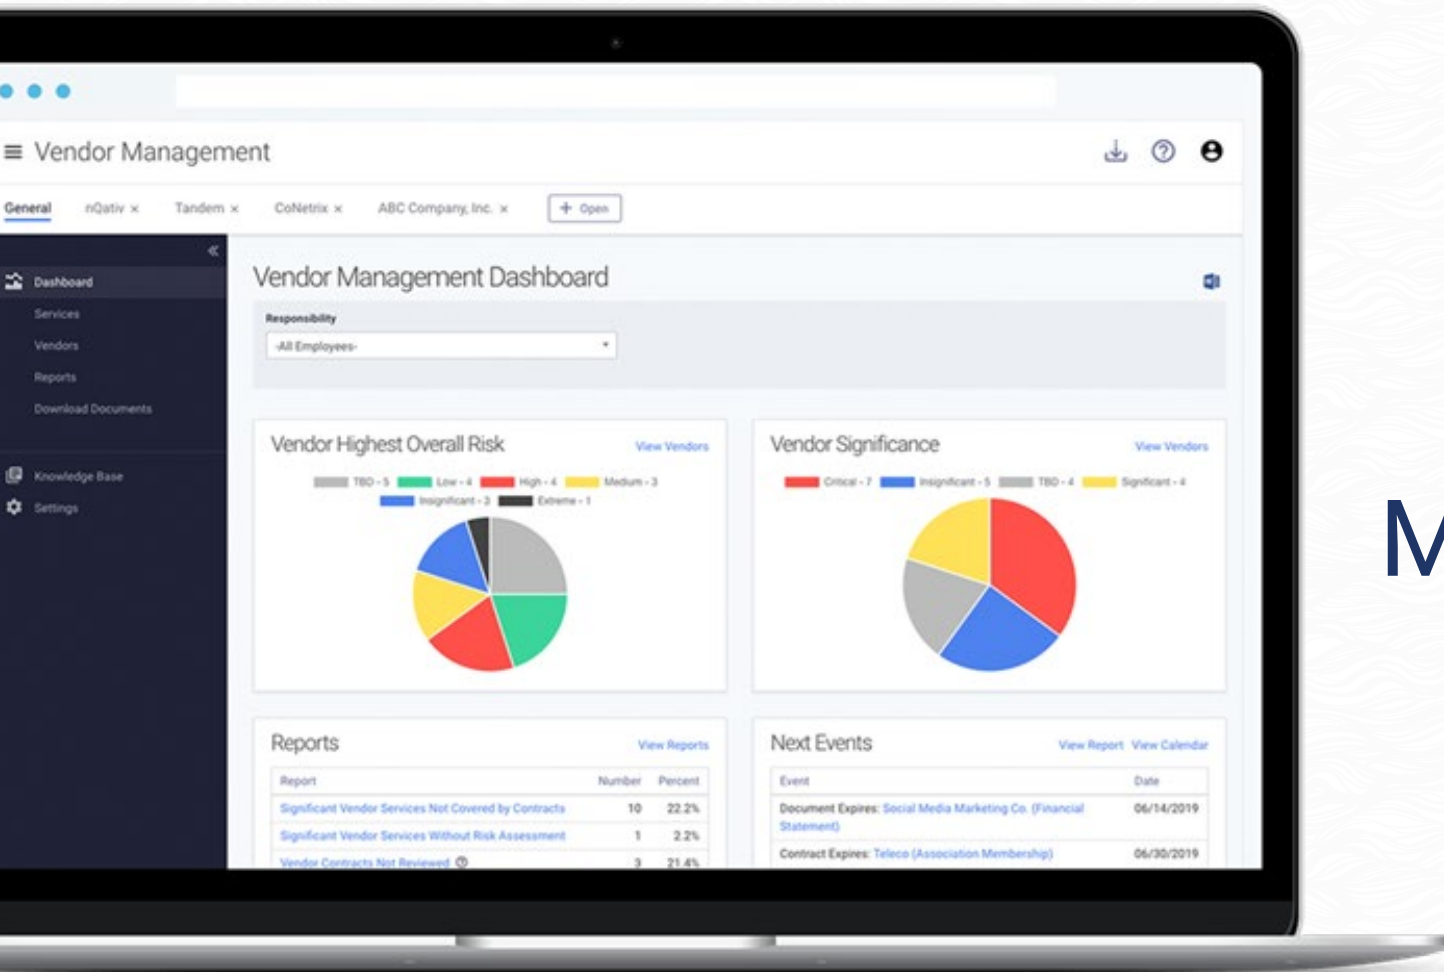 Vendor Management
General nQativ × Tandem × CoNetrix × ABC Company, Inc. × + Open
Dashboard
Services
Vendors
Reports
Download Documents
Knowledge Base
Settings
Vendor Management Dashboard
Responsibility
-All Employees-
Vendor Highest Overall Risk View Vendors
TBD - 5 Low - 4 High - 4 Medium - 3
Insignificant - 3 Extreme - 1
Vendor Significance View Vendors
Critical - 7 Insignificant - 5 TBD - 4 Significant - 4
Reports View Reports
Report Number Percent
Significant Vendor Services Not Covered by Contracts 10 22.2%
Significant Vendor Services Without Risk Assessment 1 2.2%
Vendor Contracts Not Reviewed 3 21.4%
Next Events View Report View Calendar
Event Date
Document Expires: Social Media Marketing Co. (Financial 06/14/2019
Statement)
Contract Expires: Teleco (Association Membership) 06/30/2019
M